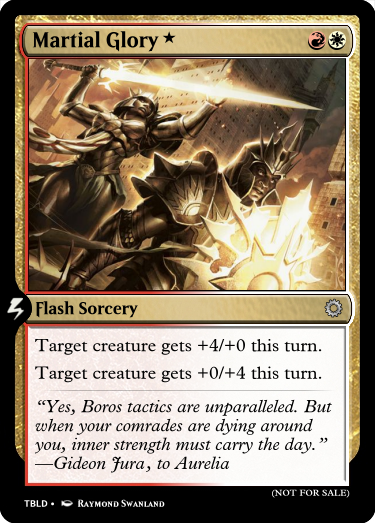 Martial Glory ★
Flash Sorcery
Target creature gets +4/+0 this turn.
Target creature gets +0/+4 this turn.
“Yes, Boros tactics are unparalleled. But
when your comrades are dying around
you, inner strength must carry the day.”
—Gideon Jura, to Aurelia
(NOT FOR SALE)
TBLD • Raymond Swanland